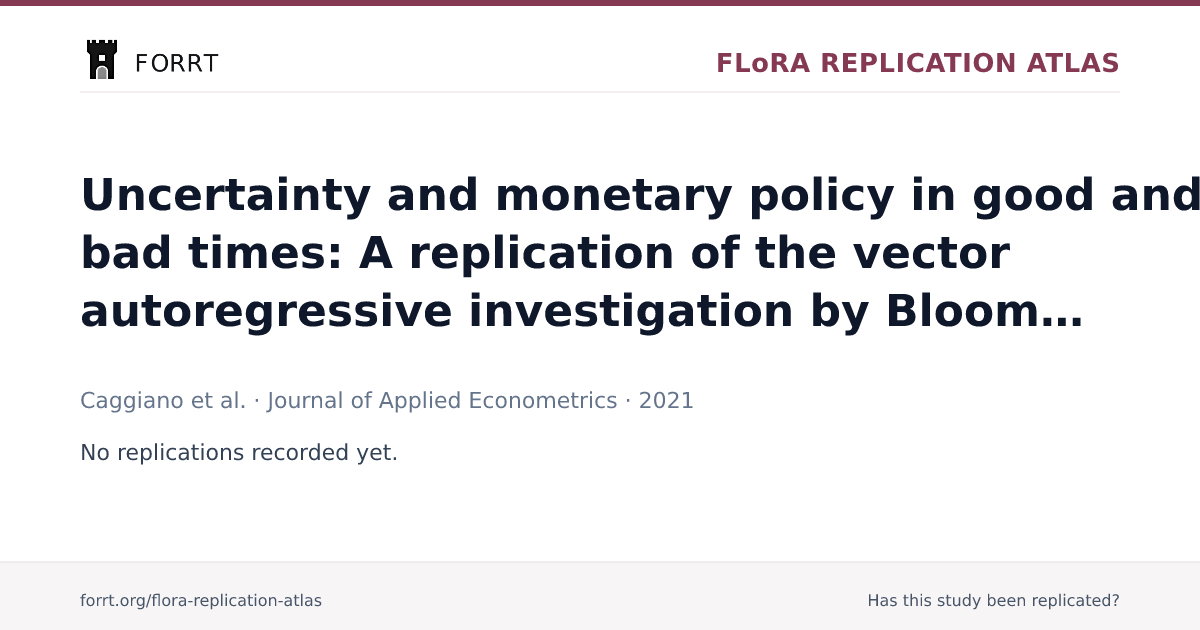 FORRT
FLoRA REPLICATION ATLAS
Uncertainty and monetary policy in good and
bad times: A replication of the vector
autoregressive investigation by Bloom…
Caggiano et al. · Journal of Applied Econometrics · 2021
No replications recorded yet.
forrt.org/flora-replication-atlas
Has this study been replicated?